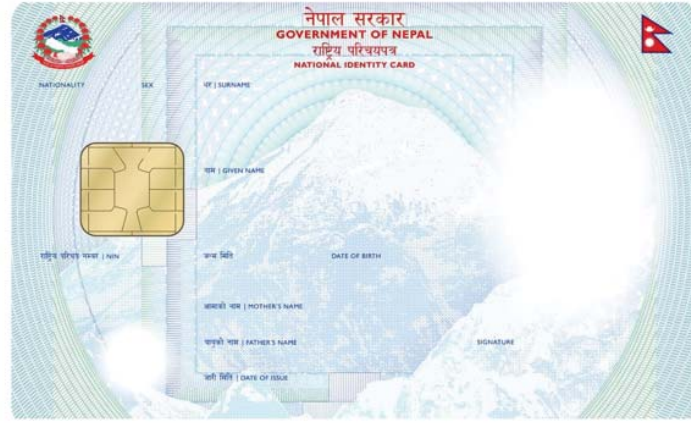 नेपाल सरकार
GOVERNMENT OF NEPAL
राष्ट्रिय परिचयपत्र
NATIONAL IDENTITY CARD
NATIONALITY SEX थर | SURNAME
नाम | GIVEN NAME
राष्ट्रिय परिचय नम्बर | NIN जन्म मिति DATE OF BIRTH
आमाको नाम | MOTHER'S NAME
बाबुको नाम | FATHER'S NAME SIGNATURE
जारी मिति | DATE OF ISSUE